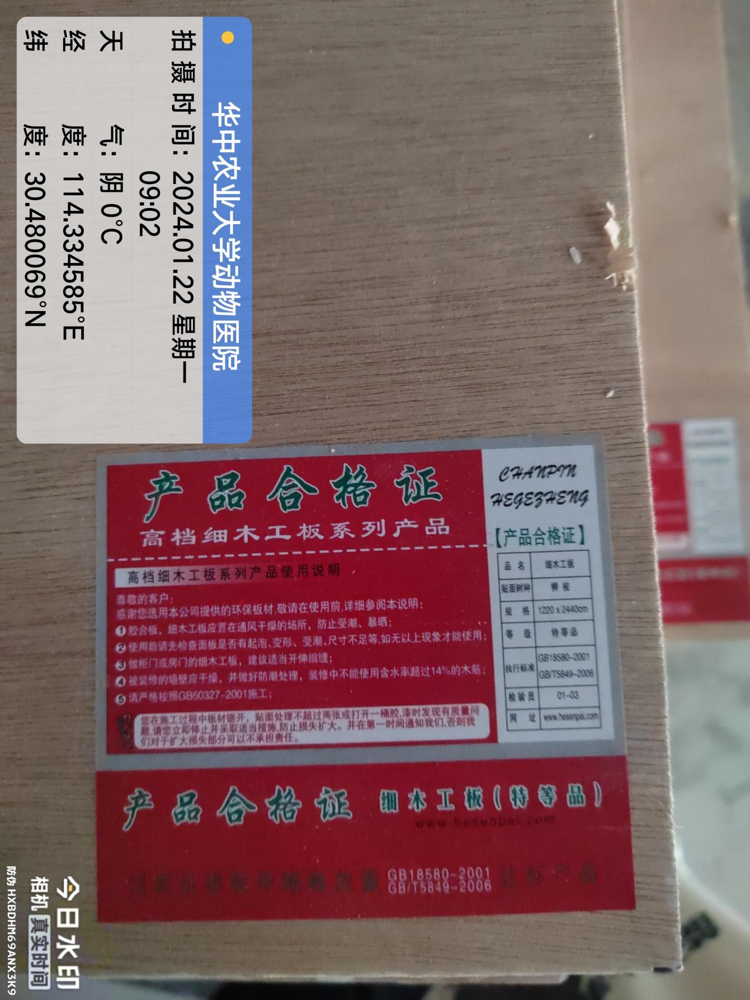 华中农业大学动物医院
拍摄时间：2024.01.22 星期一
09:02
天气：阴 0°C
经度：114.334585°E
纬度：30.480069°N
产品合格证
高档细木工板系列产品
高档细木工板系列产品使用说明
尊敬的客户：
感谢您选用本公司提供的环保板材,敬请在使用前,详细参阅本说明：
①胶合板、细木工板应置在通风干燥的场所，防止受潮、暴晒；
②使用前请先检查面板是否有起泡、变形、受潮、尺寸不足等,如无以上现象才能使用；
③做柜门或房门的细木工板，建议适当开伸缩缝；
④被装修的墙壁应干燥，并做好防潮处理，装修中不能使用含水率超过14%的木筋；
⑤请严格按照GB50327-2001施工；
您在施工过程中板材锯开，贴面处理不超过两张或打开一桶胶,漆时发现有质量问
题,请您立即停止并采取适当措施,防止损失扩大。并在第一时间通知我们,否则我
们对于扩大损失部分可以不承担责任。
CHANPIN
HEGEZHENG
【产品合格证】
品名 细木工板
贴面树种 柳桉
规格 1220 x 2440cm
等级 特等品
执行标准 GB18580-2001
GB/T5849-2006
检验员 01-03
网址 www.hesenpai.com
产品合格证 细木工板(特等品)
www.hesenpai.com
GB18580-2001
GB/T5849-2006
达标产品
今日水印
相机 真实时间
防伪 HXBDHM69ANX3K9